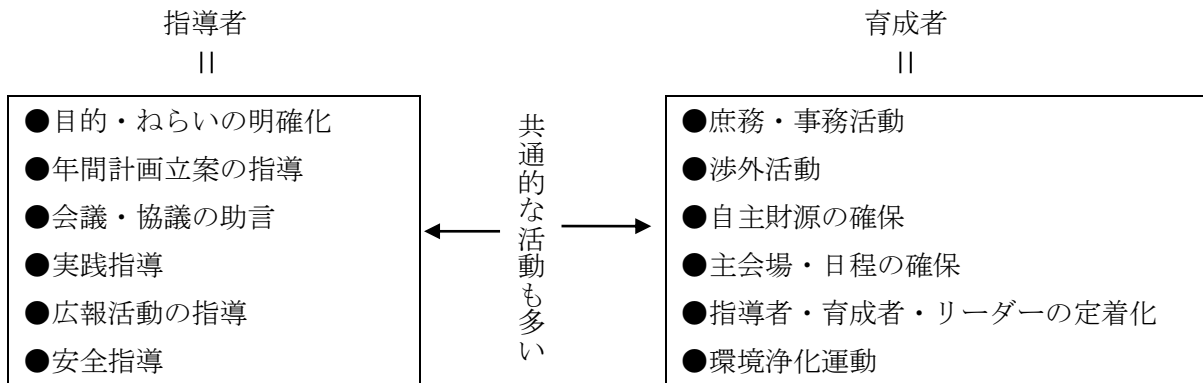 指導者
||
●目的・ねらいの明確化
●年間計画立案の指導
●会議・協議の助言
●実践指導
●広報活動の指導
●安全指導
共通的な活動も多い
育成者
||
●庶務・事務活動
●渉外活動
●自主財源の確保
●主会場・日程の確保
●指導者・育成者・リーダーの定着化
●環境浄化運動